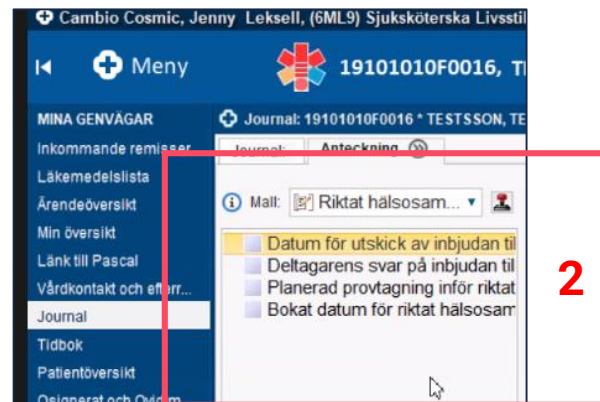 Cambio Cosmic, Jenny Leksell, (6ML9) Sjuksköterska Livsstil
Meny
19101010F0016,
MINA GENVÄGAR
Inkommande remisser
Läkemedelslista
Ärendeöversikt
Min översikt
Länk till Pascal
Vårdkontakt och efterr...
Journal
Tidbok
Patientöversikt
Osignerat och
Journal: 19101010F0016 * TESTSSON, TE
Journal: Anteckning
Mall: Riktat hälsosam...
Datum för utskick av inbjudan til
Deltagarens svar på inbjudan til
Planerad provtagning inför riktat
Bokat datum för riktat hälsosam
2